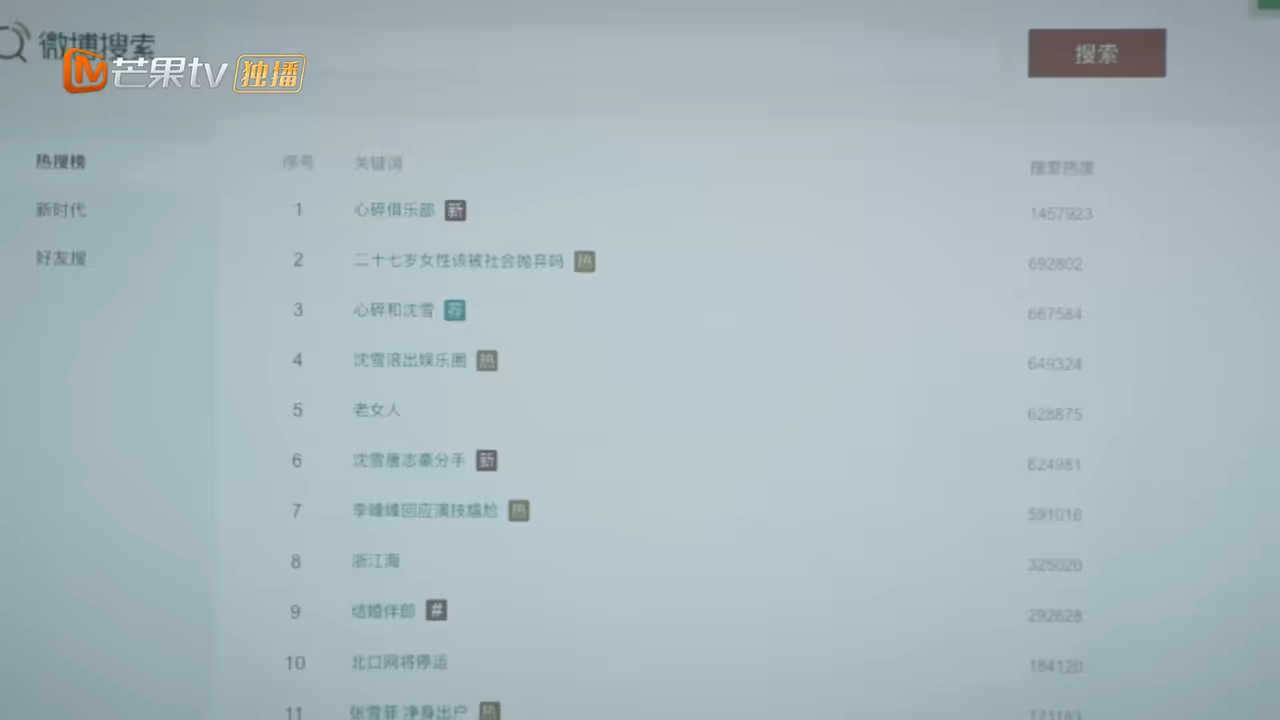 微博搜索
芒果tv 独播
搜索
热搜榜
新时代
好友搜
序号 关键词 搜索热度
1 心碎俱乐部 新 1457923
2 二十七岁女性该被社会抛弃吗 热 692802
3 心碎和沈雪 荐 667584
4 沈雪滚出娱乐圈 热 649324
5 老女人 628875
6 沈雪唐志豪分手 新 624981
7 李峰峰回应演技尴尬 热 591016
8 浙江海 325020
9 结婚伴郎 # 292628
10 北口网将停运 184120
11 张雪菲 净身出户 热 171183